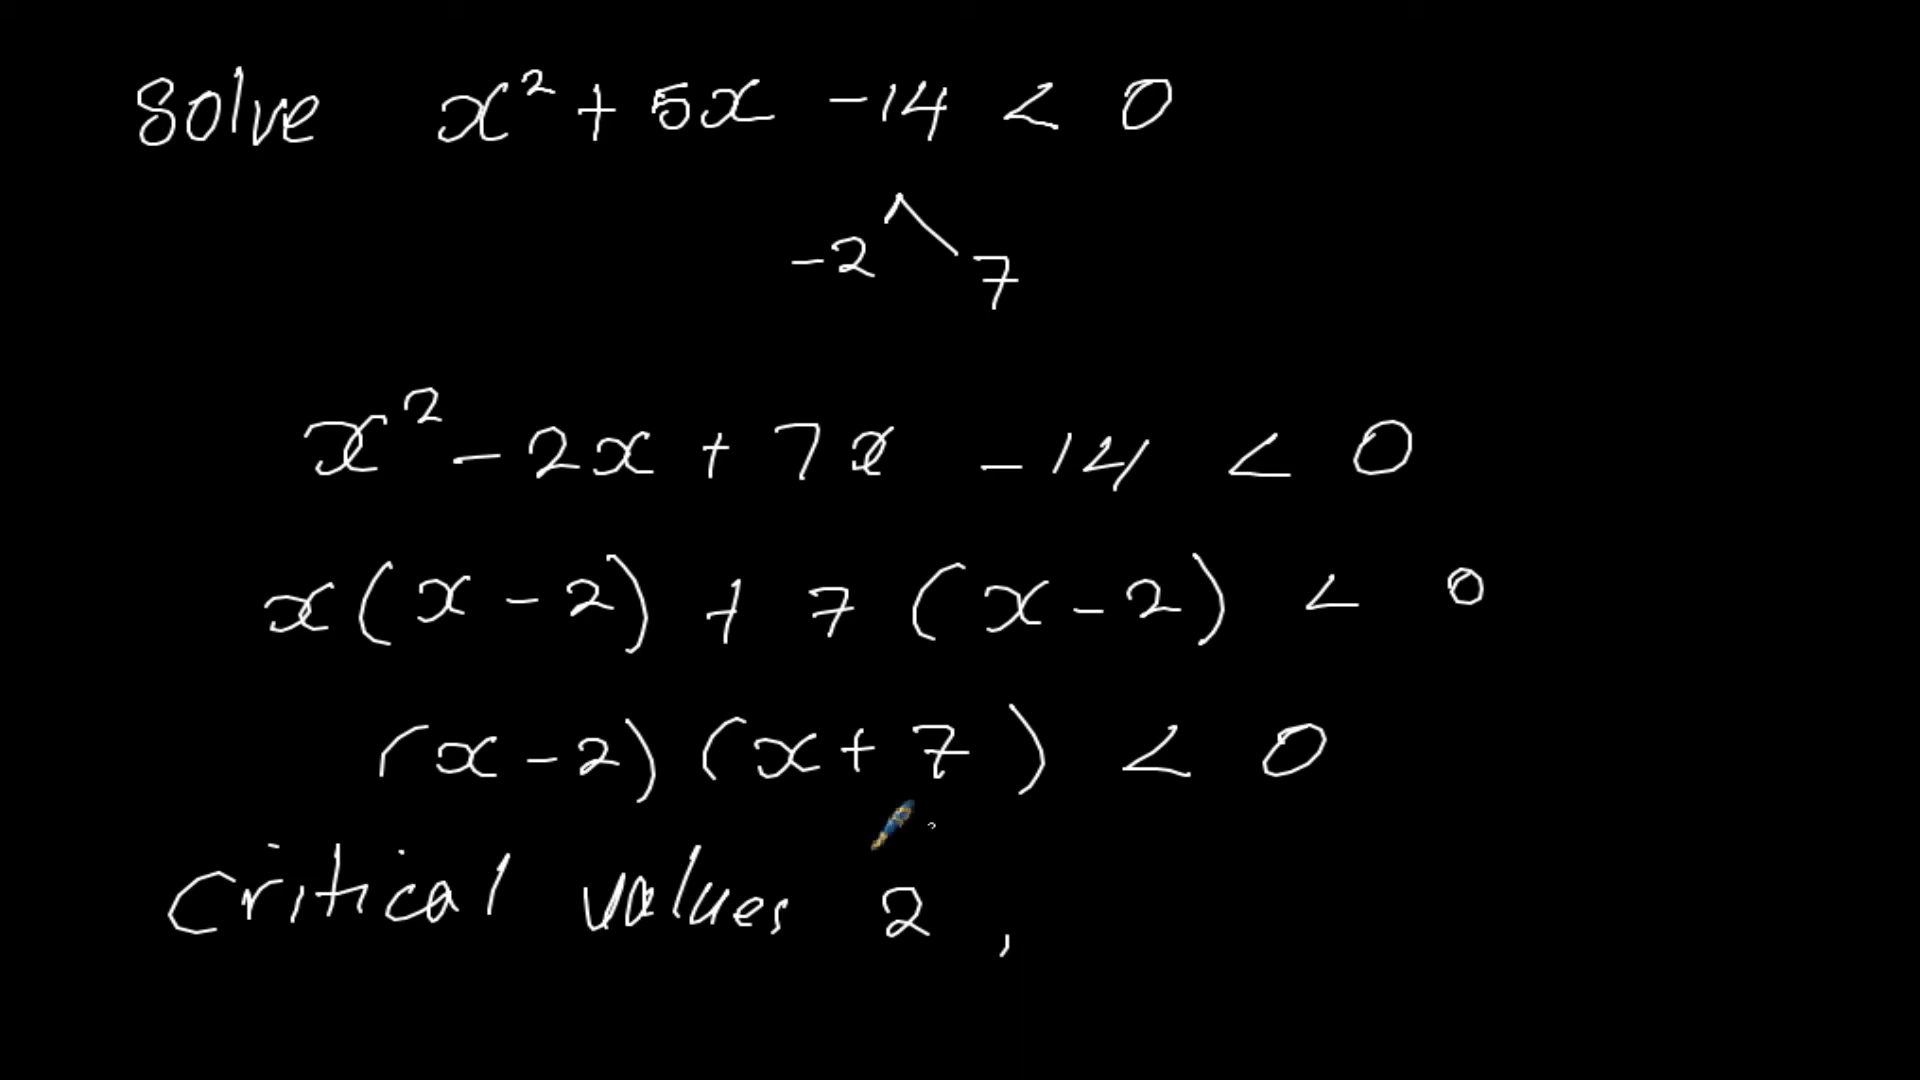 Solve x² + 5x - 14 < 0
-2 7
x² - 2x + 7x - 14 < 0
x(x - 2) + 7(x - 2) < 0
(x - 2)(x + 7) < 0
Critical values 2,